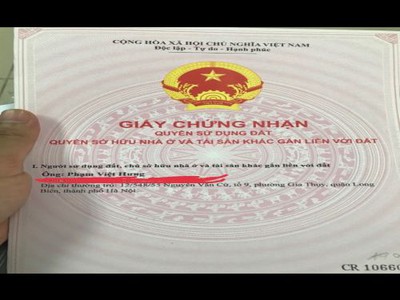 CỘNG HÒA XÃ HỘI CHỦ NGHĨA VIỆT NAM
Độc lập - Tự do - Hạnh phúc
GIẤY CHỨNG NHẬN
QUYỀN SỬ DỤNG ĐẤT
QUYỀN SỞ HỮU NHÀ Ở VÀ TÀI SẢN KHÁC GẮN LIỀN VỚI ĐẤT
I. Người sử dụng đất, chủ sở hữu nhà ở và tài sản khác gắn liền với đất
Ông: Phạm Việt Hưng
Địa chỉ thường trú: 12/548/55 Nguyễn Văn Cừ, tổ 9, phường Gia Thụy, quận Long
Biên, thành phố Hà Nội.
CR 10660